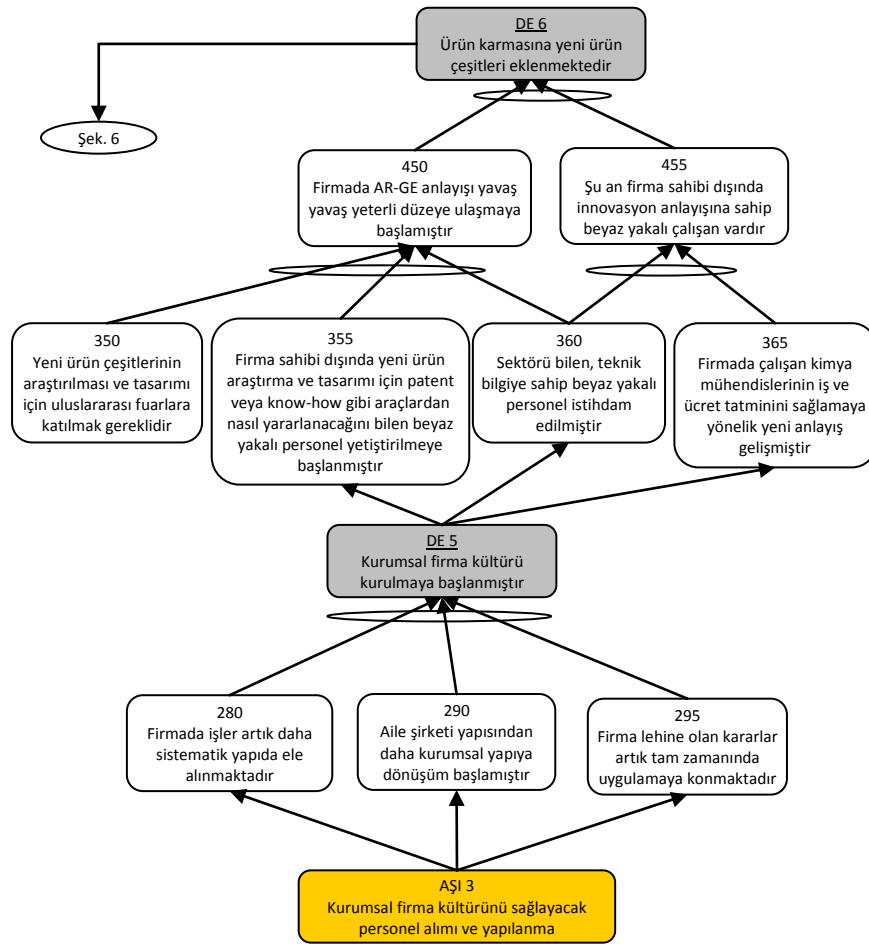 DE 6
Ürün karmasına yeni ürün
çeşitleri eklenmektedir
Şek. 6
450
Firmada AR-GE anlayışı yavaş
yavaş yeterli düzeye ulaşmaya
başlamıştır
455
Şu an firma sahibi dışında
innovasyon anlayışına sahip
beyaz yakalı çalışan vardır
350
Yeni ürün çeşitlerinin
araştırılması ve tasarımı
için uluslararası fuarlara
katılmak gereklidir
355
Firma sahibi dışında yeni ürün
araştırma ve tasarımı için patent
veya know-how gibi araçlardan
nasıl yararlanacağını bilen beyaz
yakalı personel yetiştirilmeye
başlanmıştır
360
Sektörü bilen, teknik
bilgiye sahip beyaz yakalı
personel istihdam
edilmiştir
365
Firmada çalışan kimya
mühendislerinin iş ve
ücret tatminini sağlamaya
yönelik yeni anlayış
gelişmiştir
DE 5
Kurumsal firma kültürü
kurulmaya başlanmıştır
280
Firmada işler artık daha
sistematik yapıda ele
alınmaktadır
290
Aile şirketi yapısından
daha kurumsal yapıya
dönüşüm başlamıştır
295
Firma lehine olan kararlar
artık tam zamanında
uygulamaya konmaktadır
AŞI 3
Kurumsal firma kültürünü sağlayacak
personel alımı ve yapılanma